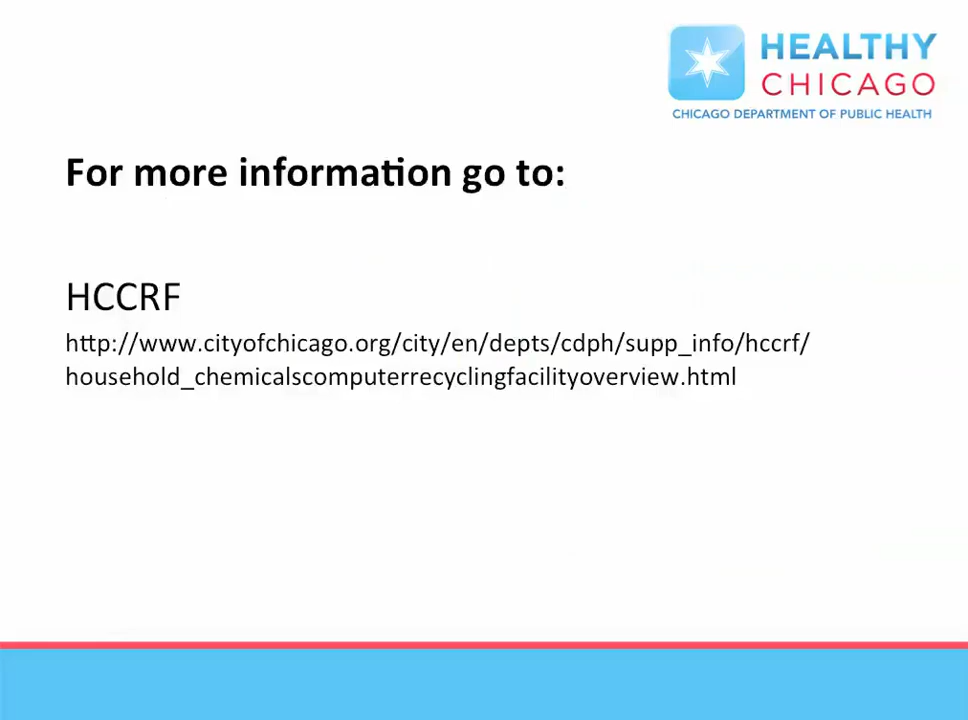 HEALTHY
CHICAGO
CHICAGO DEPARTMENT OF PUBLIC HEALTH
For more information go to:
HCCRF
http://www.cityofchicago.org/city/en/depts/cdph/supp_info/hccrf/
household_chemicalscomputerrecyclingfacilityoverview.html